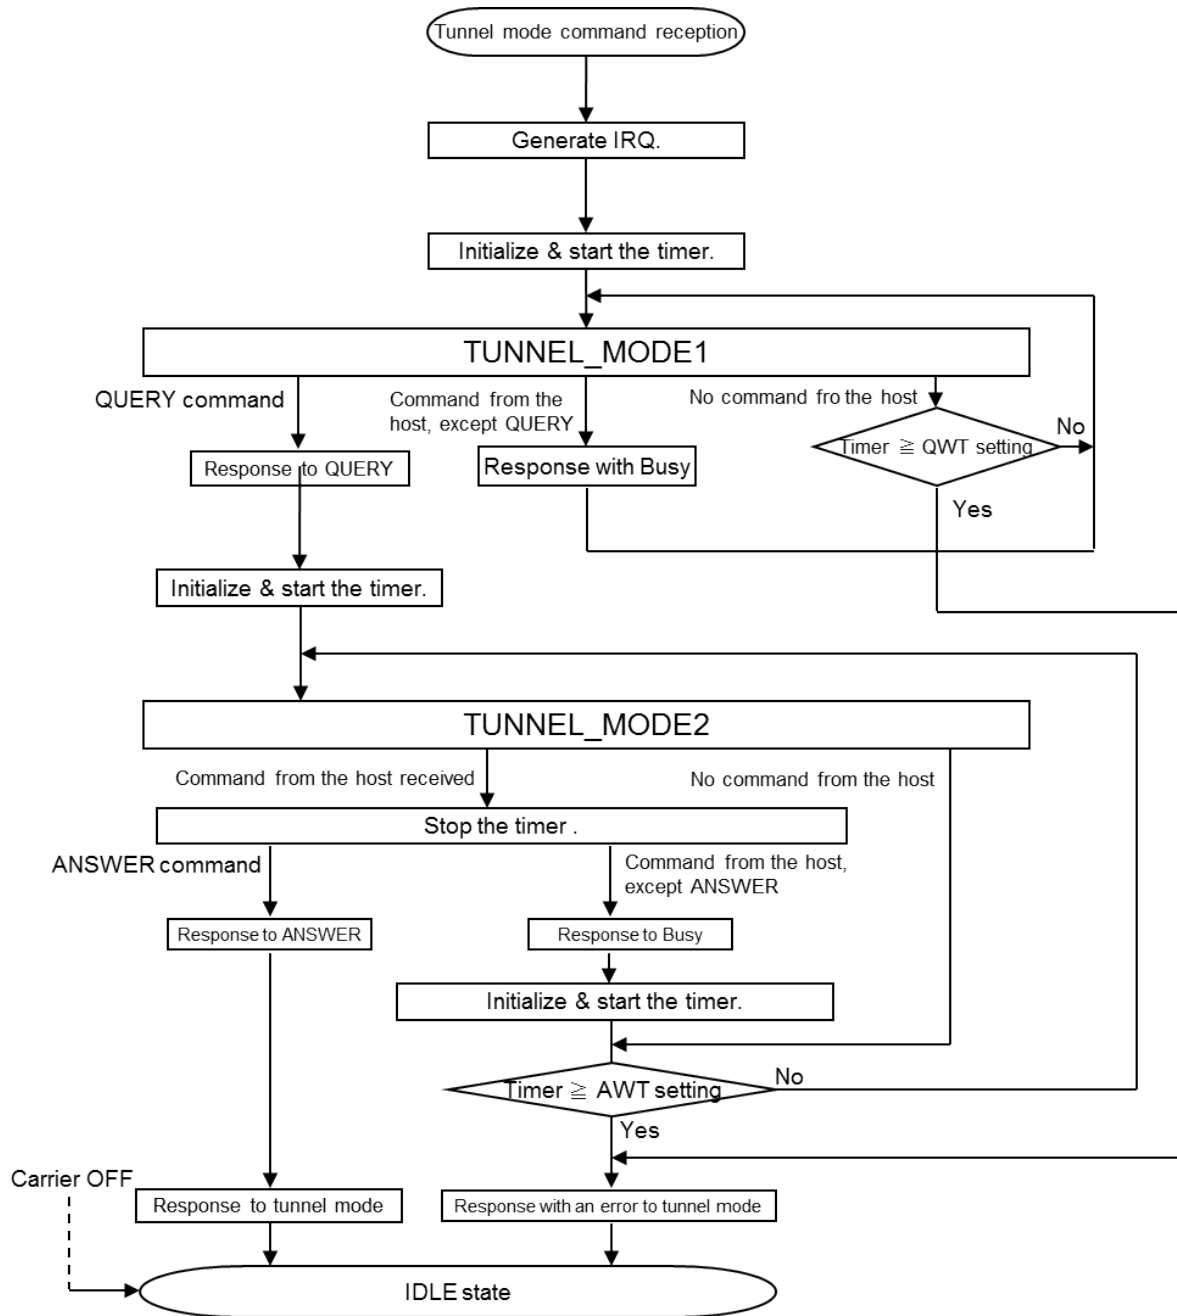 Tunnel mode command reception
Generate IRQ.
Initialize & start the timer.
TUNNEL_MODE1
QUERY command
Command from the
host, except QUERY
No command fro the host
Timer ≧ QWT setting
No
Response to QUERY
Response with Busy
Yes
Initialize & start the timer.
TUNNEL_MODE2
Command from the host received
No command from the host
Stop the timer .
ANSWER command
Command from the host,
except ANSWER
Response to ANSWER
Response to Busy
Initialize & start the timer.
Timer ≧ AWT setting
No
Yes
Carrier OFF
Response to tunnel mode
Response with an error to tunnel mode
IDLE state